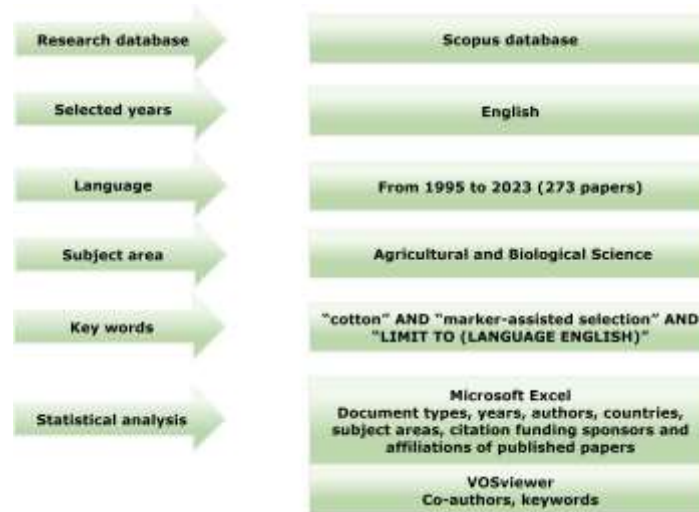 Research database
Scopus database
Selected years
English
Language
From 1995 to 2023 (273 papers)
Subject area
Agricultural and Biological Science
Key words
"cotton" AND "marker-assisted selection" AND
"LIMIT TO (LANGUAGE ENGLISH)"
Statistical analysis
Microsoft Excel
Document types, years, authors, countries,
subject areas, citation funding sponsors and
affiliations of published papers
VOSviewer
Co-authors, keywords